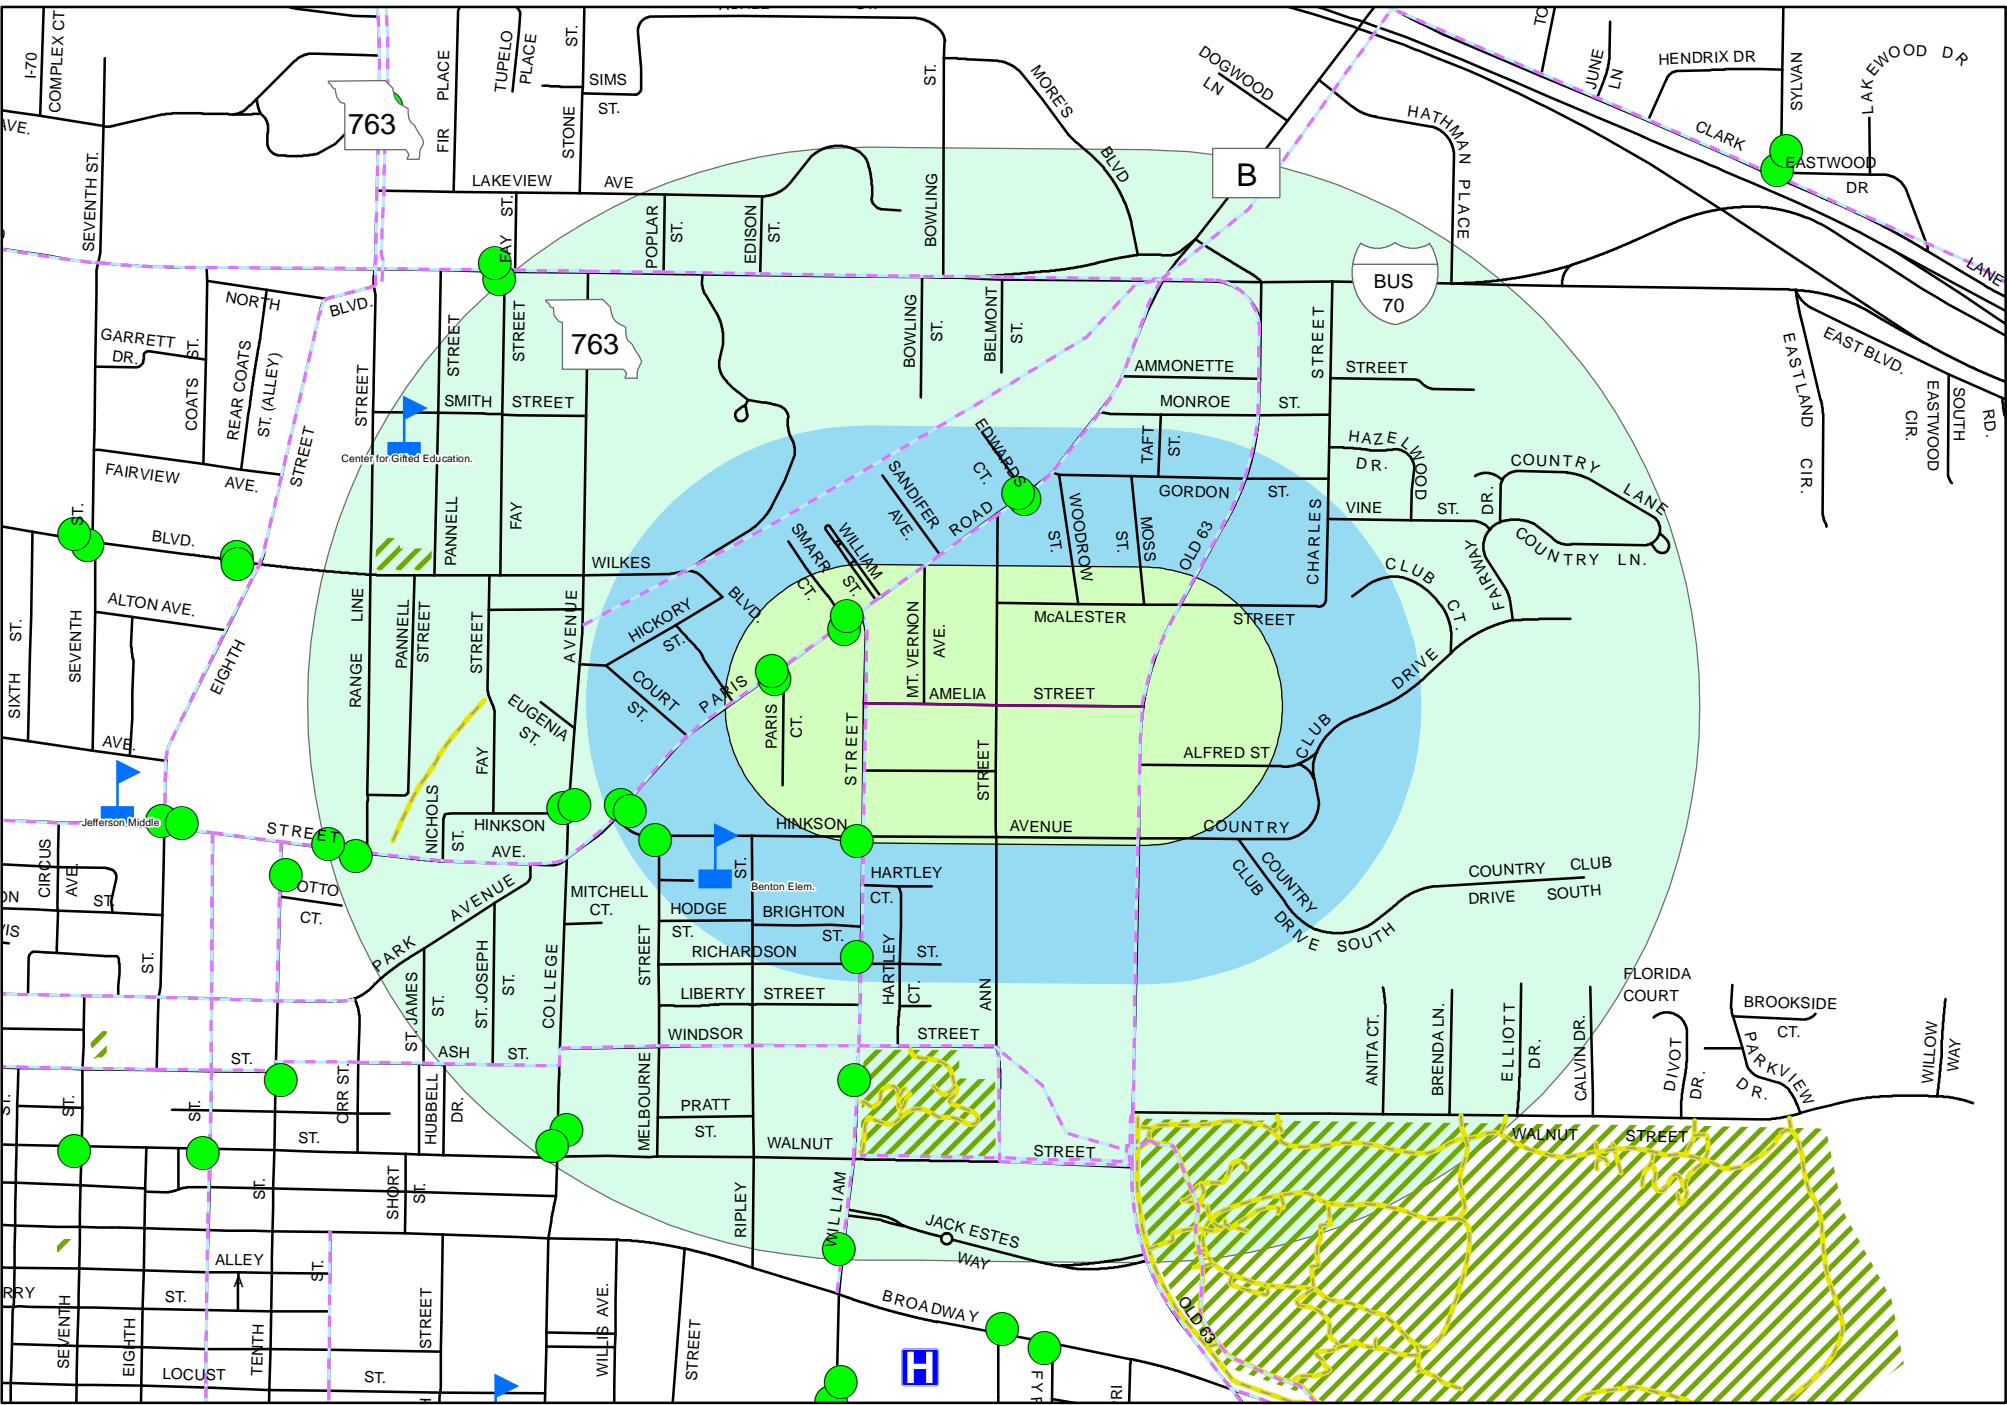 I-70
COMPLEX CT
AVE.
SEVENTH ST.
763
FIR PLACE
TUPELO
PLACE
STONE ST.
SIMS
ST.
LAKEVIEW AVE
FAY ST.
POPLAR
ST.
EDISON
ST.
BOWLING ST.
MORE'S BLVD
DOGWOOD
LN
B
HATHMAN PLACE
TO
JUNE
LN
HENDRIX DR
SYLVAN
LAKEWOOD DR
CLARK LANE
EASTWOOD
DR
BUS
70
NORTH BLVD.
GARRETT
DR.
COATS ST.
REAR COATS
ST. (ALLEY)
STREET
STREET
STREET
STREET
763
SMITH STREET
Center for Gifted Education.
FAIRVIEW AVE.
PANNELL
FAY
BOWLING
ST.
BELMONT
ST.
AMMONETTE STREET
MONROE ST.
STREET
TAFT
ST.
HAZELWOOD
DR.
EDWARDS
CT.
SANDIFER
AVE.
ROAD
GORDON ST.
WOODROW
ST.
MOSS
ST.
OLD 63
CHARLES
VINE ST.
COUNTRY LANE
DR.
COUNTRY LN.
FAIRWAY
CLUB CT.
EASTLAND CIR.
EAST BLVD.
EASTWOOD
CIR.
SOUTH
RD.
ST.
BLVD.
WILKES BLVD.
SMARR
CT.
WILLIAM
ST.
ALTON AVE.
SIXTH ST.
SEVENTH
EIGHTH
RANGE LINE
PANNELL
STREET
STREET
FAY
AVENUE
HICKORY
ST.
COURT
ST.
PARIS
EUGENIA
ST.
PARIS
CT.
MT. VERNON
AVE.
AMELIA STREET
McALESTER STREET
STREET
STREET
ALFRED ST
CLUB DRIVE
AVE.
Jefferson Middle
STREET
NICHOLS
ST.
HINKSON
AVE.
HINKSON AVENUE
COUNTRY
ST.
Benton Elem.
HARTLEY
CT.
COUNTRY
CLUB
DRIVE SOUTH
COUNTRY CLUB
DRIVE SOUTH
CIRCUS
AVE.
ST.
OTTO
CT.
PARK AVENUE
MITCHELL
CT.
HODGE
ST.
BRIGHTON
ST.
RICHARDSON ST.
STREET
HARTLEY
CT.
LIBERTY STREET
WINDSOR STREET
ANN
ST.
ST. JAMES
ST.
ST. JOSEPH
ST.
COLLEGE
ASH ST.
ST.
ANITA CT.
BRENDA LN.
ELLIOTT
DR.
CALVIN DR.
FLORIDA
COURT
DIVOT
DR.
BROOKSIDE
CT.
PARKVIEW
DR.
WILLOW
WAY
ST.
ST.
ST.
ORR ST.
HUBBELL
DR.
MELBOURNE
PRATT
ST.
ST.
WALNUT STREET
WALNUT STREET
SHORT
ST.
ST.
RIPLEY
WILLIAM
JACK ESTES
WAY
ALLEY
A
ST.
RRY ST.
SEVENTH
EIGHTH
TENTH
STREET
LOCUST ST.
WILLIS AVE.
STREET
BROADWAY
H
OLD 63